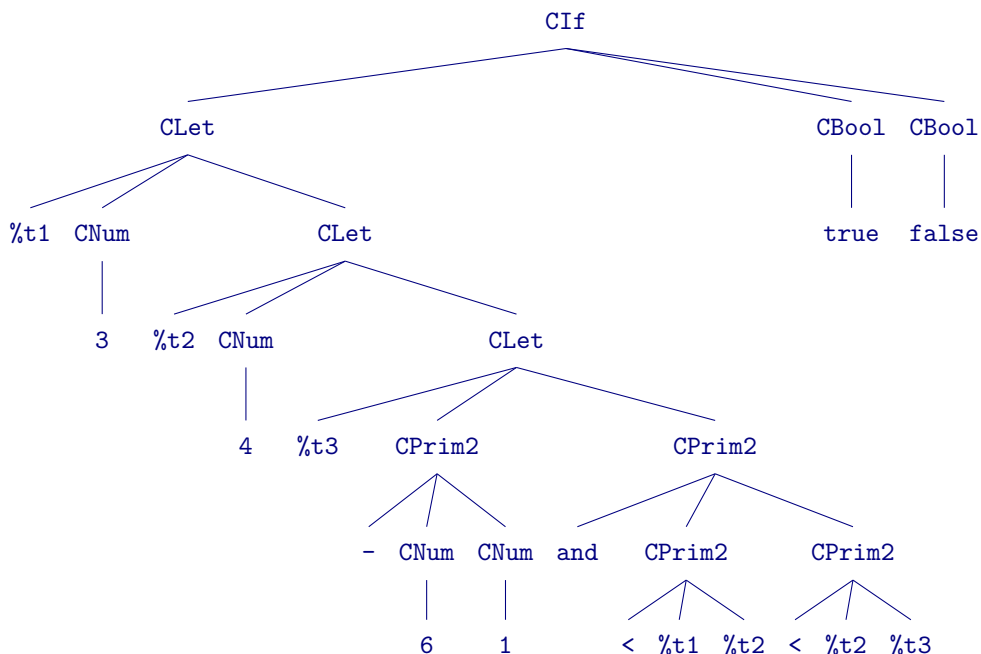 CIf
CLet CBool CBool
%t1 CNum CLet true false
3 %t2 CNum CLet
4 %t3 CPrim2 CPrim2
- CNum CNum and CPrim2 CPrim2
6 1 < %t1 %t2 < %t2 %t3